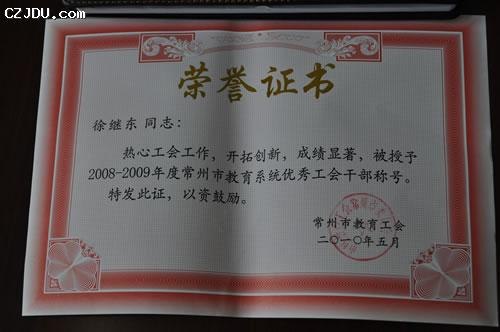 CZJDU.COM
荣誉证书
徐继东 同志：
热心工会工作，开拓创新，成绩显著，被授予
2008-2009年度常州市教育系统优秀工会干部称号。
特发此证，以资鼓励。
常州市教育工会
二〇一〇年五月